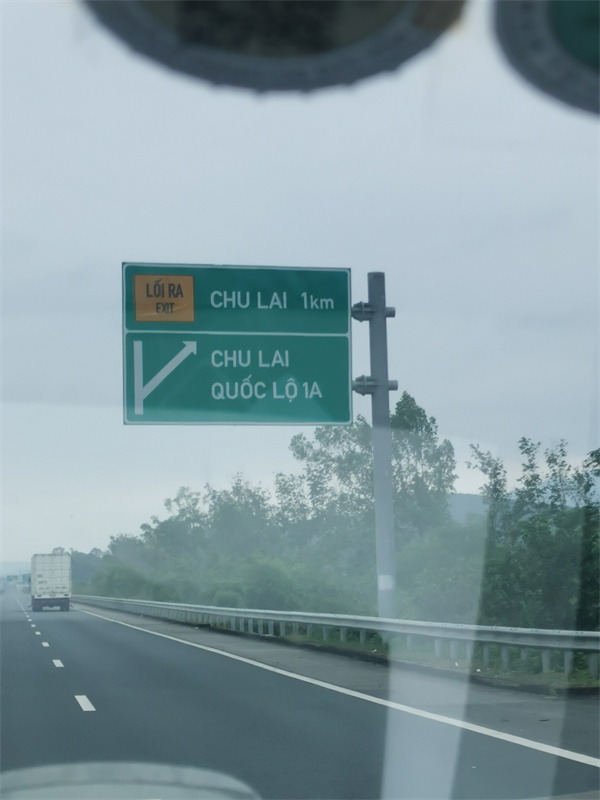 LỐI RA
EXIT
CHU LAI 1km
CHU LAI
QUỐC LỘ 1A